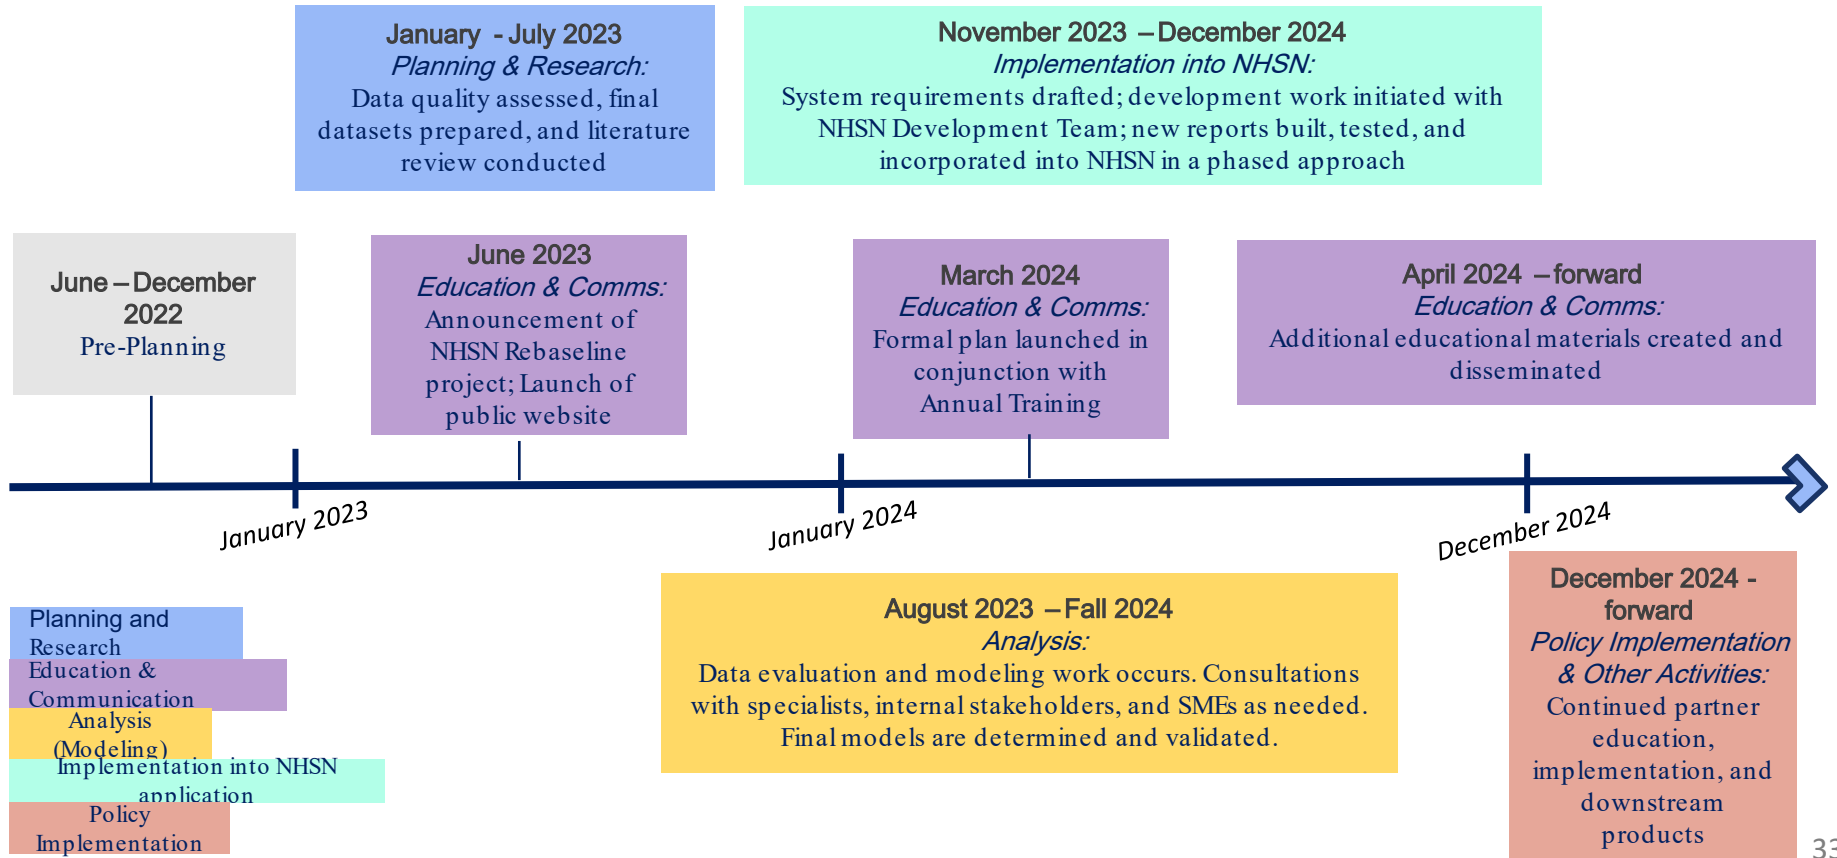 January - July 2023
Planning & Research:
Data quality assessed, final
datasets prepared, and literature
review conducted
November 2023 – December 2024
Implementation into NHSN:
System requirements drafted; development work initiated with
NHSN Development Team; new reports built, tested, and
incorporated into NHSN in a phased approach
June – December
2022
Pre-Planning
June 2023
Education & Comms:
Announcement of
NHSN Rebaseline
project; Launch of
public website
March 2024
Education & Comms:
Formal plan launched in
conjunction with
Annual Training
April 2024 – forward
Education & Comms:
Additional educational materials created and
disseminated
January 2023
January 2024
December 2024
Planning and
Research
Education &
Communication
Analysis
(Modeling)
Implementation into NHSN
application
Policy
Implementation
August 2023 – Fall 2024
Analysis:
Data evaluation and modeling work occurs. Consultations
with specialists, internal stakeholders, and SMEs as needed.
Final models are determined and validated.
December 2024 -
forward
Policy Implementation
& Other Activities:
Continued partner
education,
implementation, and
downstream
products
33